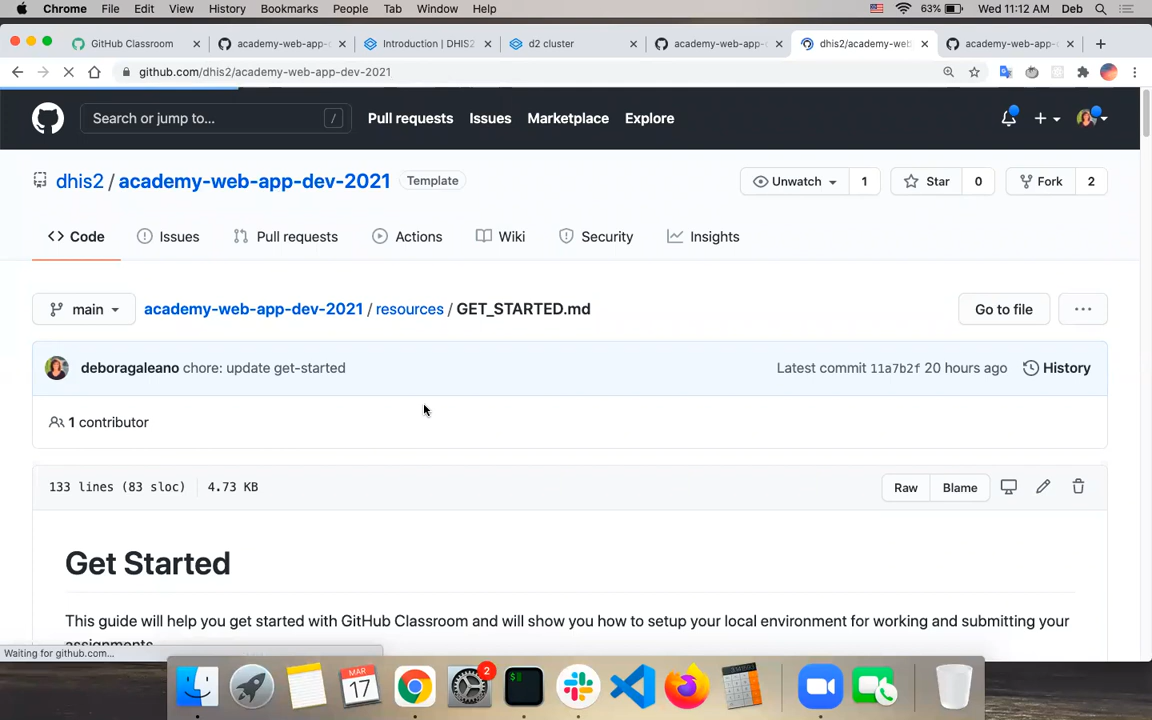 Chrome File Edit View History Bookmarks People Tab Window Help 63% Wed 11:12 AM Deb
GitHub Classroom academy-web-app- Introduction | DHIS2 d2 cluster academy-web-app- dhis2/academy-web academy-web-app-
github.com/dhis2/academy-web-app-dev-2021
Search or jump to... / Pull requests Issues Marketplace Explore
dhis2 / academy-web-app-dev-2021 Template Unwatch 1 Star 0 Fork 2
Code Issues Pull requests Actions Wiki Security Insights
main academy-web-app-dev-2021 / resources / GET_STARTED.md Go to file ...
deboragaleano chore: update get-started Latest commit 11a7b2f 20 hours ago History
1 contributor
133 lines (83 sloc) 4.73 KB Raw Blame
Get Started
This guide will help you get started with GitHub Classroom and will show you how to setup your local environment for working and submitting your
assignments
Waiting for github.com...
MAR
17
2